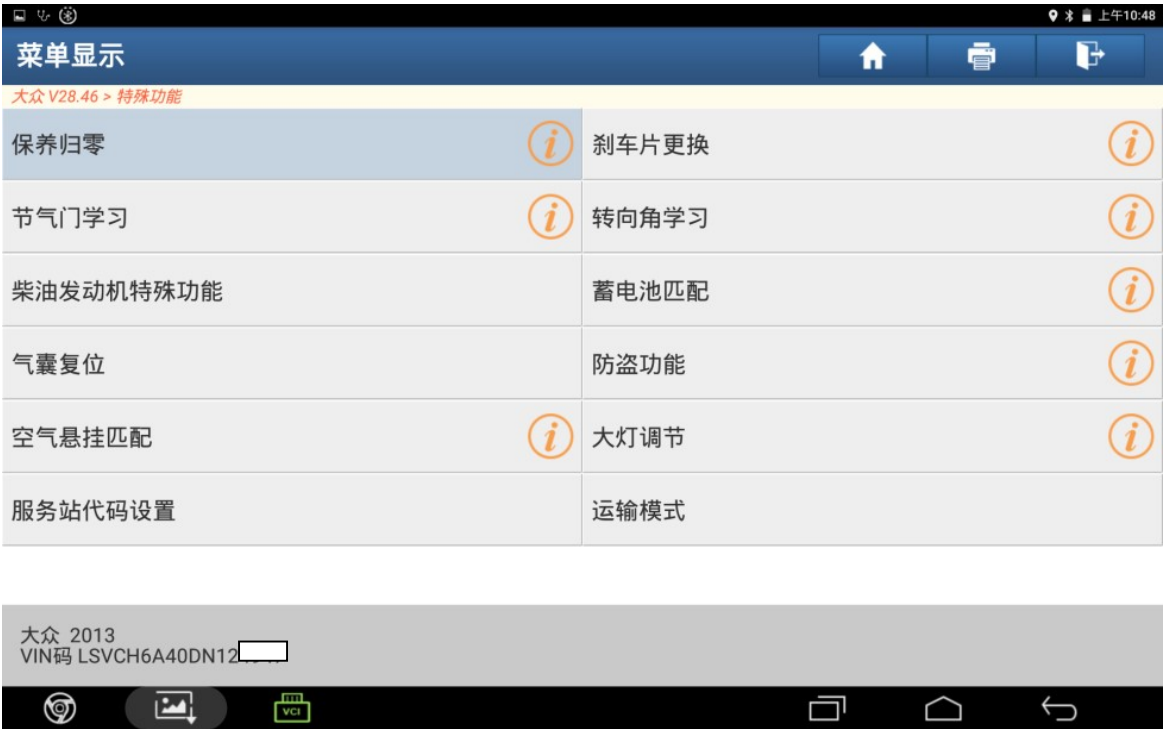 上午10:48
菜单显示
大众 V28.46 > 特殊功能
保养归零
刹车片更换
节气门学习
转向角学习
柴油发动机特殊功能
蓄电池匹配
气囊复位
防盗功能
空气悬挂匹配
大灯调节
服务站代码设置
运输模式
大众 2013
VIN码 LSVCH6A40DN12
VCI